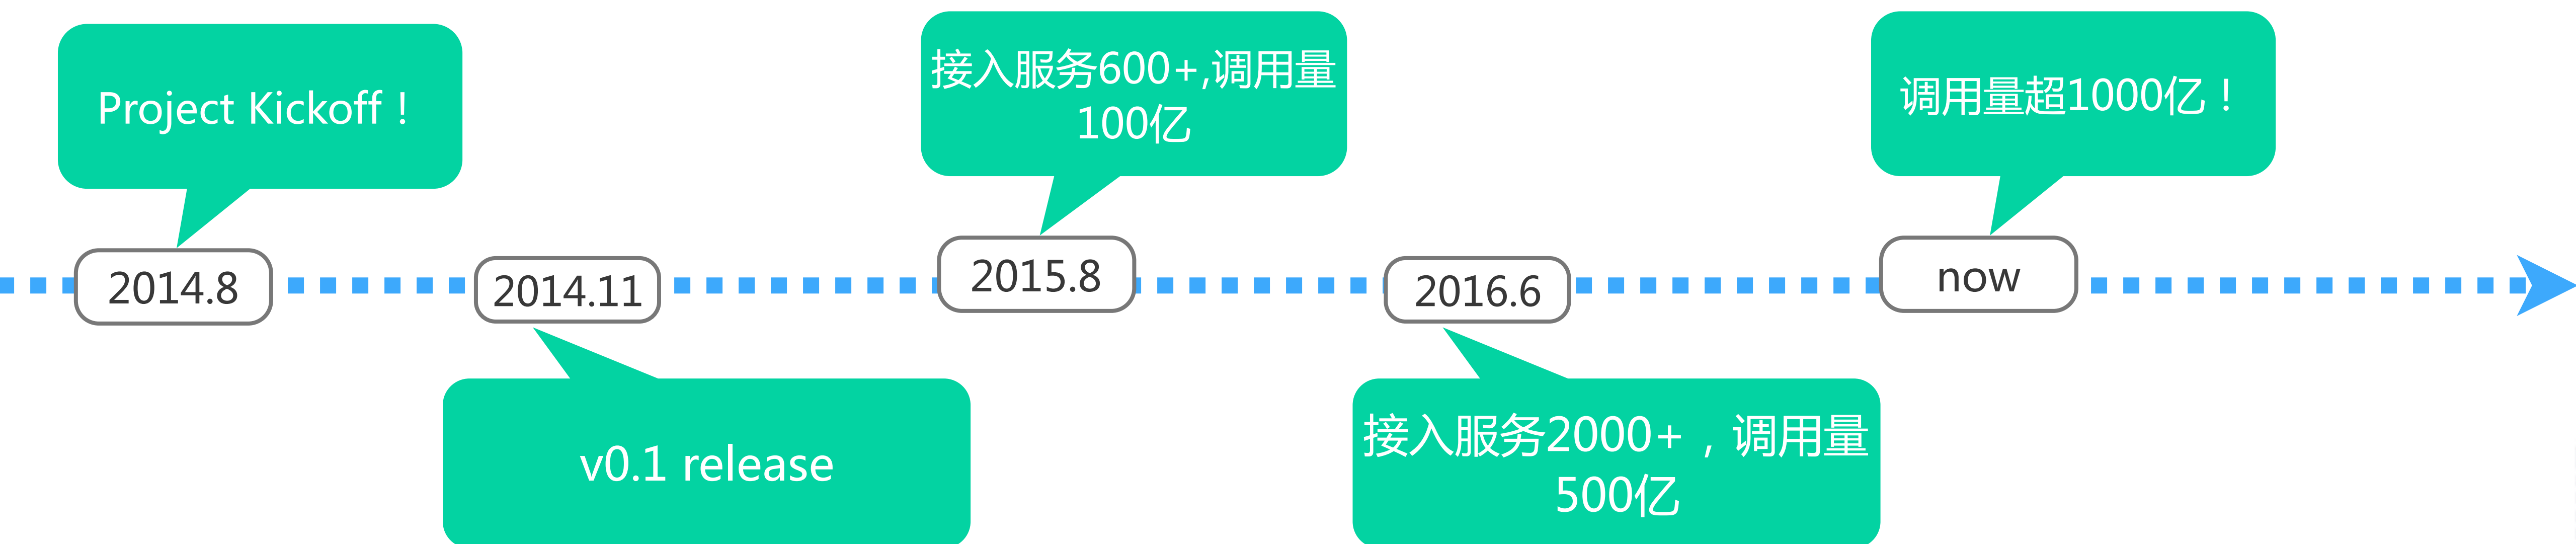 Project Kickoff！
接入服务600+,调用量
100亿
调用量超1000亿！
2014.8
2014.11
2015.8
2016.6
now
v0.1 release
接入服务2000+，调用量
500亿